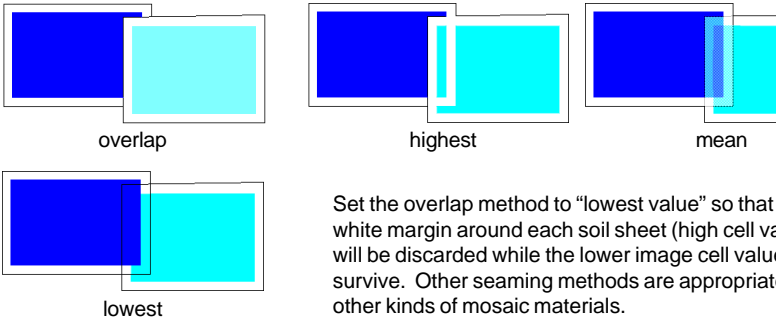 overlap
highest
mean
lowest
Set the overlap method to “lowest value” so that
white margin around each soil sheet (high cell va
will be discarded while the lower image cell value
survive.  Other seaming methods are appropriate
other kinds of mosaic materials.